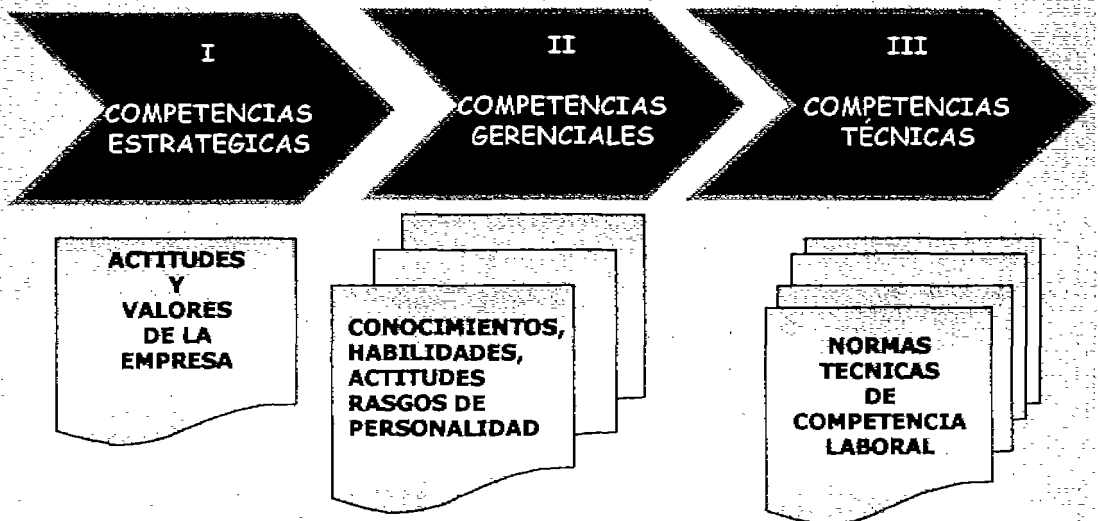 I
COMPETENCIAS
ESTRATEGICAS
II
COMPETENCIAS
GERENCIALES
III
COMPETENCIAS
TÉCNICAS
ACTITUDES
Y
VALORES
DE LA
EMPRESA
CONOCIMIENTOS,
HABILIDADES,
ACTITUDES
RASGOS DE
PERSONALIDAD
NORMAS
TECNICAS
DE
COMPETENCIA
LABORAL